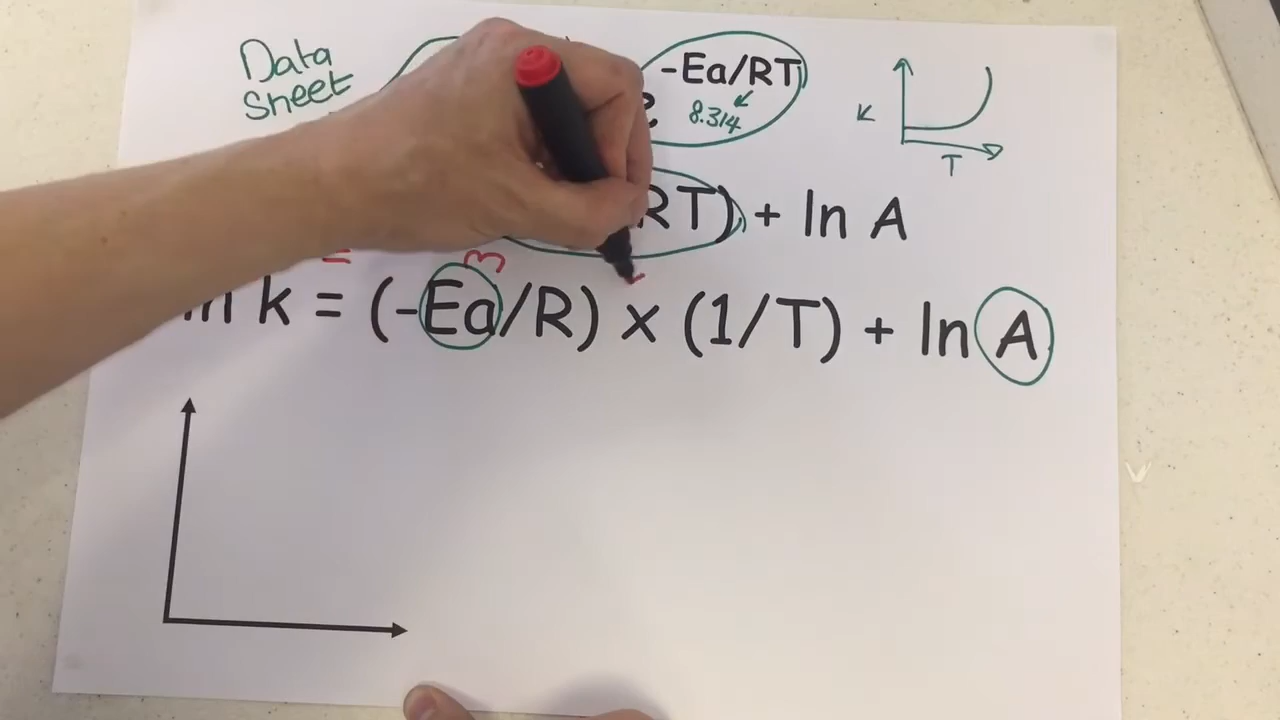 Data
Sheet
-Ea/RT
8.314
K
T
RT) + ln A
=
m
ln k = (-Ea/R) x (1/T) + ln A